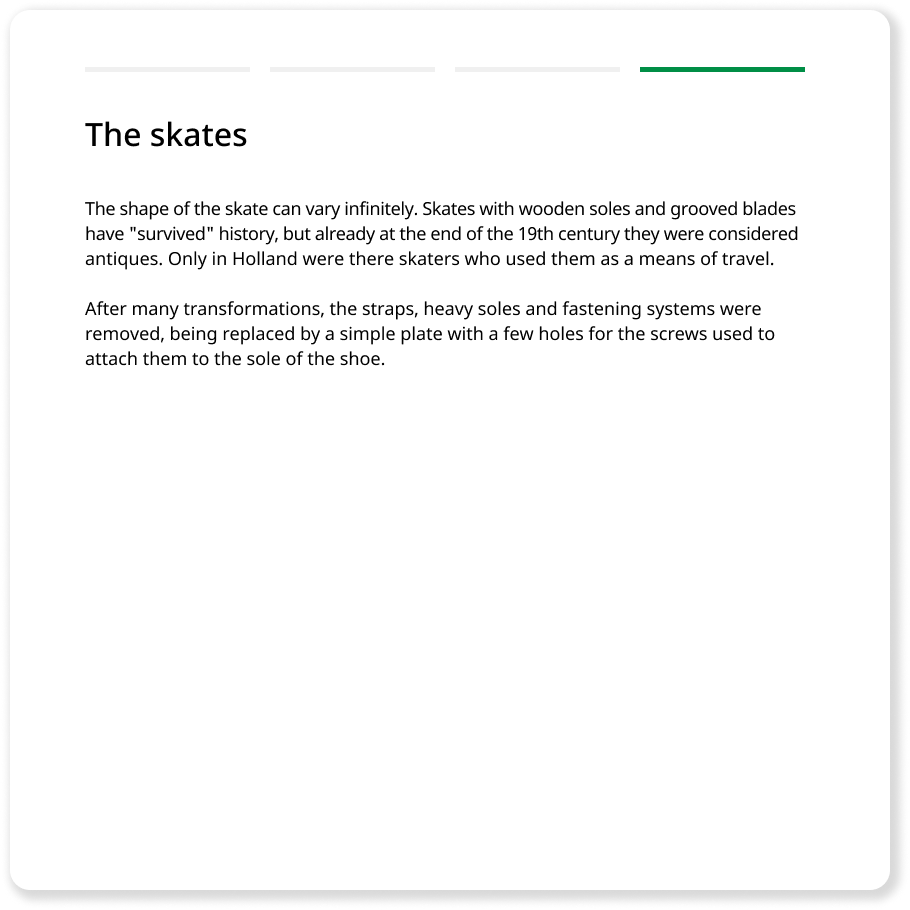 The skates
The shape of the skate can vary infinitely. Skates with wooden soles and grooved blades
have "survived" history, but already at the end of the 19th century they were considered
antiques. Only in Holland were there skaters who used them as a means of travel.
After many transformations, the straps, heavy soles and fastening systems were
removed, being replaced by a simple plate with a few holes for the screws used to
attach them to the sole of the shoe.